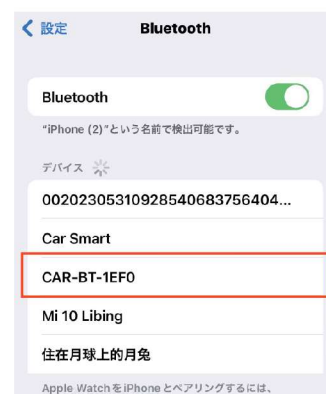 設定 Bluetooth
Bluetooth
“iPhone (2)”という名前で検出可能です。
デバイス
00202305310928540683756404...
Car Smart
CAR-BT-1EF0
Mi 10 Libing
住在月球上的月兔
Apple WatchをiPhoneとペアリングするには、